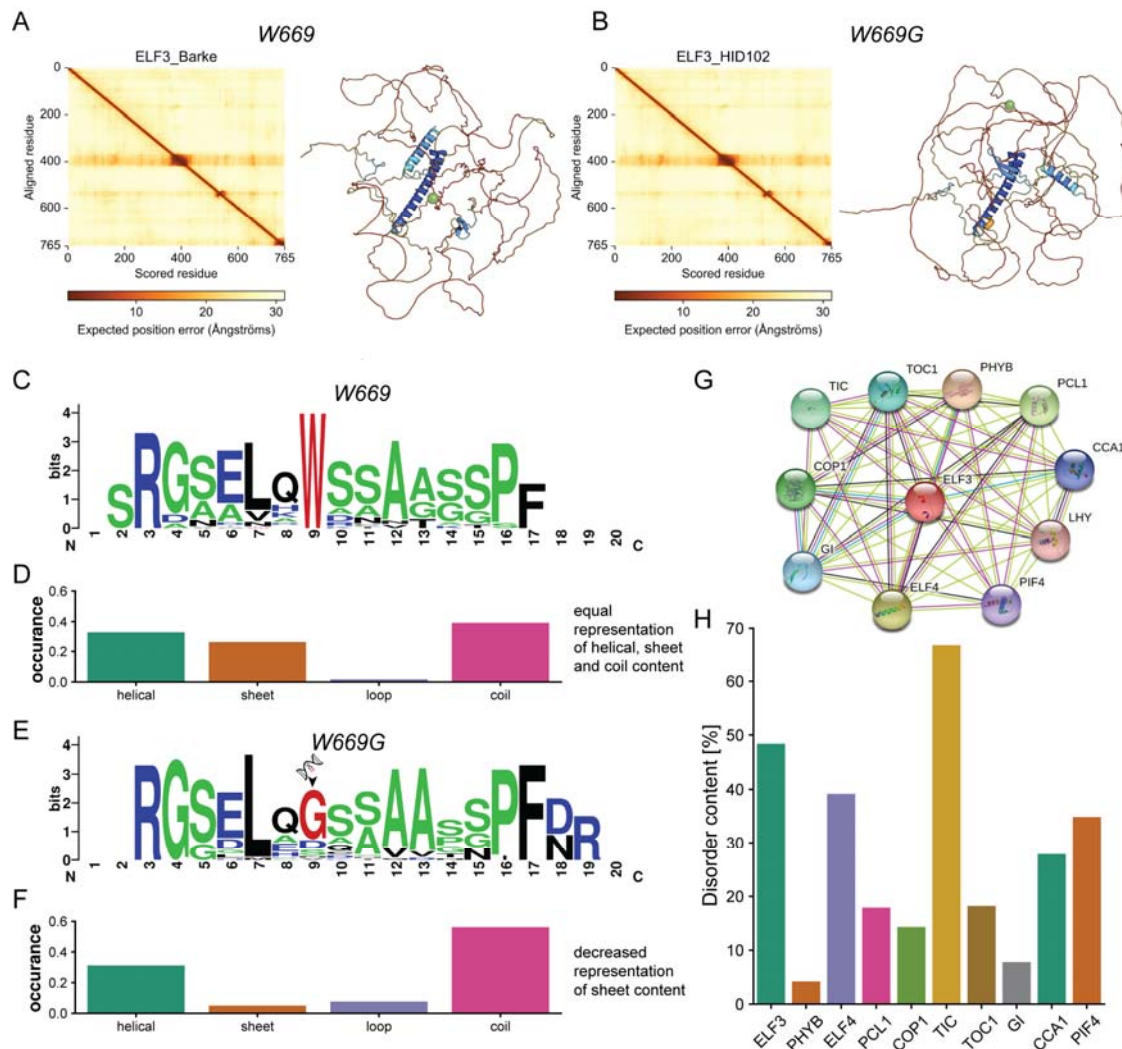 A
W669
ELF3_Barke
0
200
400
600
765
Aligned residue
0
200
400
600
765
Scored residue
10
20
30
Expected position error (Ångströms)
B
W669G
ELF3_HID102
0
200
400
600
765
Aligned residue
0
200
400
600
765
Scored residue
10
20
30
Expected position error (Ångströms)
C
W669
bits
4
3
2
1
0
SRGSELQWSSAASSPF
N 1 2 3 4 5 6 7 8 9 10 11 12 13 14 15 16 17 18 19 20 C
D
occurance
0.6
0.4
0.2
0.0
helical sheet loop coil
equal
representation
of helical, sheet
and coil content
E
W669G
bits
4
3
2
1
0
RGSELQGSSAASSPFDR
N 1 2 3 4 5 6 7 8 9 10 11 12 13 14 15 16 17 18 19 20 C
F
occurance
0.6
0.4
0.2
0.0
helical sheet loop coil
decreased
representation
of sheet content
G
TIC
TOC1
PHYB
PCL1
COP1
ELF3
CCA1
LHY
GI
ELF4
PIF4
H
Disorder content [%]
70
60
50
40
30
20
10
0
ELF3 PHYB ELF4 PCL1 COP1 TIC TOC1 GI CCA1 PIF4